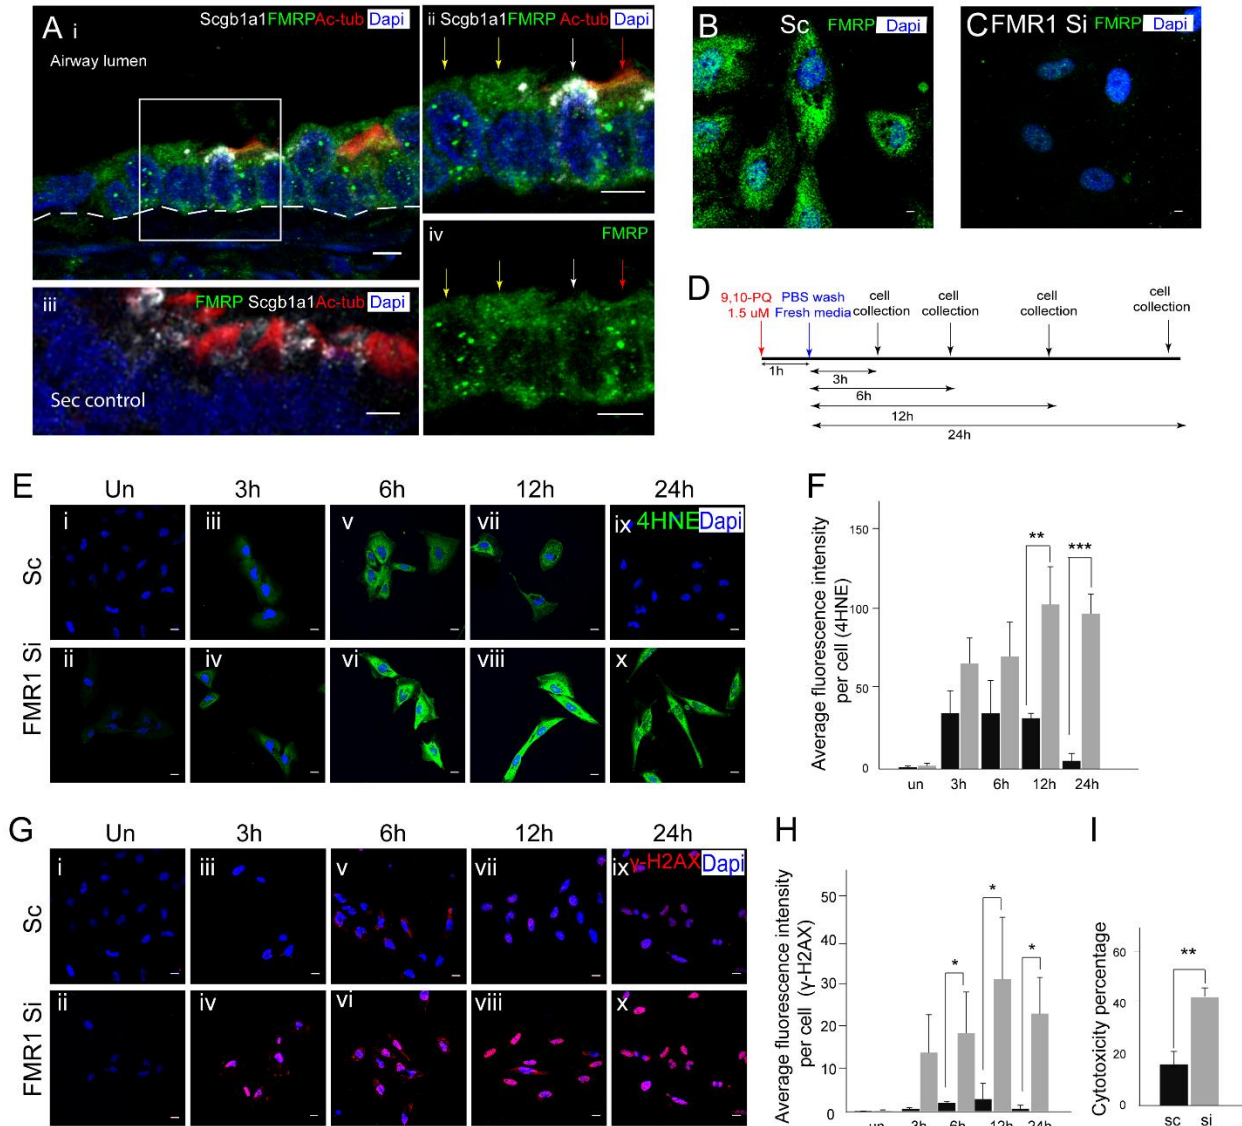 A i
Scgb1a1FMRPAc-tub Dapi
Airway lumen
ii Scgb1a1FMRP Ac-tub Dapi
iii
FMRP Scgb1a1Ac-tub Dapi
Sec control
iv
FMRP
B Sc FMRP Dapi
C FMR1 Si FMRP Dapi
D
9,10-PQ
1.5 uM
PBS wash
Fresh media
cell
collection
cell
collection
cell
collection
cell
collection
1h
3h
6h
12h
24h
E
Un 3h 6h 12h 24h
Sc
i iii v vii ix 4HNE Dapi
FMR1 Si
ii iv vi viii x
F
Average fluorescence intensity
per cell (4HNE)
150
100
50
0
** ***
un 3h 6h 12h 24h
G
Un 3h 6h 12h 24h
Sc
i iii v vii ix γ-H2AX Dapi
FMR1 Si
ii iv vi viii x
H
Average fluorescence intensity
per cell (γ-H2AX)
50
40
30
20
10
0
* * *
un 3h 6h 12h 24h
I
Cytotoxicity percentage
60
40
20
0
**
sc si